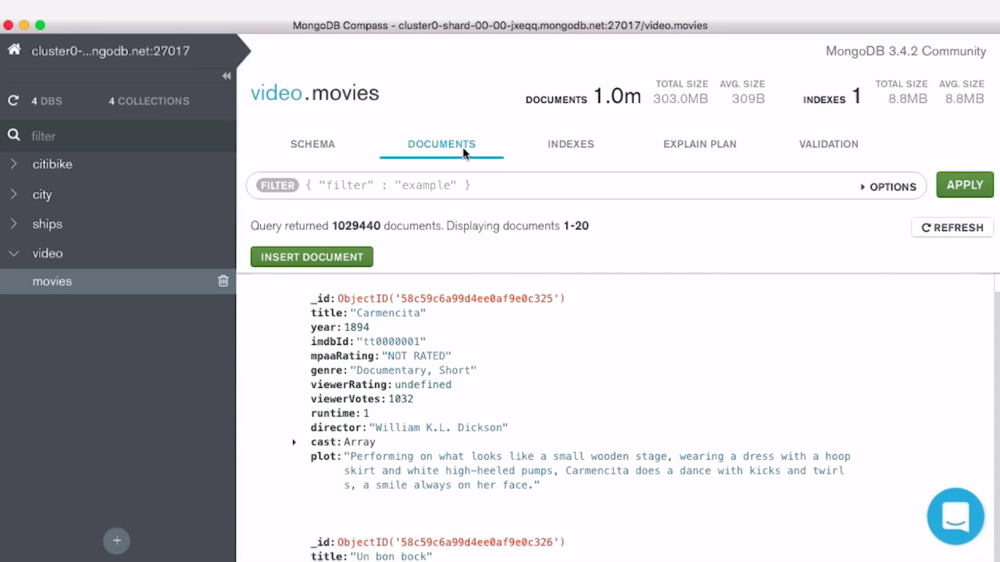 MongoDB Compass - cluster0-shard-00-00-jxeqq.mongodb.net:27017/video.movies
cluster0-...ngodb.net:27017
MongoDB 3.4.2 Community
4 DBS 4 COLLECTIONS
filter
citibike
city
ships
video
movies
video.movies
DOCUMENTS 1.0m
TOTAL SIZE AVG. SIZE
303.0MB 309B
INDEXES 1
TOTAL SIZE AVG. SIZE
8.8MB 8.8MB
SCHEMA DOCUMENTS INDEXES EXPLAIN PLAN VALIDATION
FILTER { "filter" : "example" } OPTIONS APPLY
Query returned 1029440 documents. Displaying documents 1-20
REFRESH
INSERT DOCUMENT
_id: ObjectID('58c59c6a99d4ee0af9e0c325')
title: "Carmencita"
year: 1894
imdbId: "tt0000001"
mpaaRating: "NOT RATED"
genre: "Documentary, Short"
viewerRating: undefined
viewerVotes: 1032
runtime: 1
director: "William K.L. Dickson"
cast: Array
plot: "Performing on what looks like a small wooden stage, wearing a dress with a hoop
skirt and white high-heeled pumps, Carmencita does a dance with kicks and twirl
s, a smile always on her face."
_id: ObjectID('58c59c6a99d4ee0af9e0c326')
title: "Un bon bock"